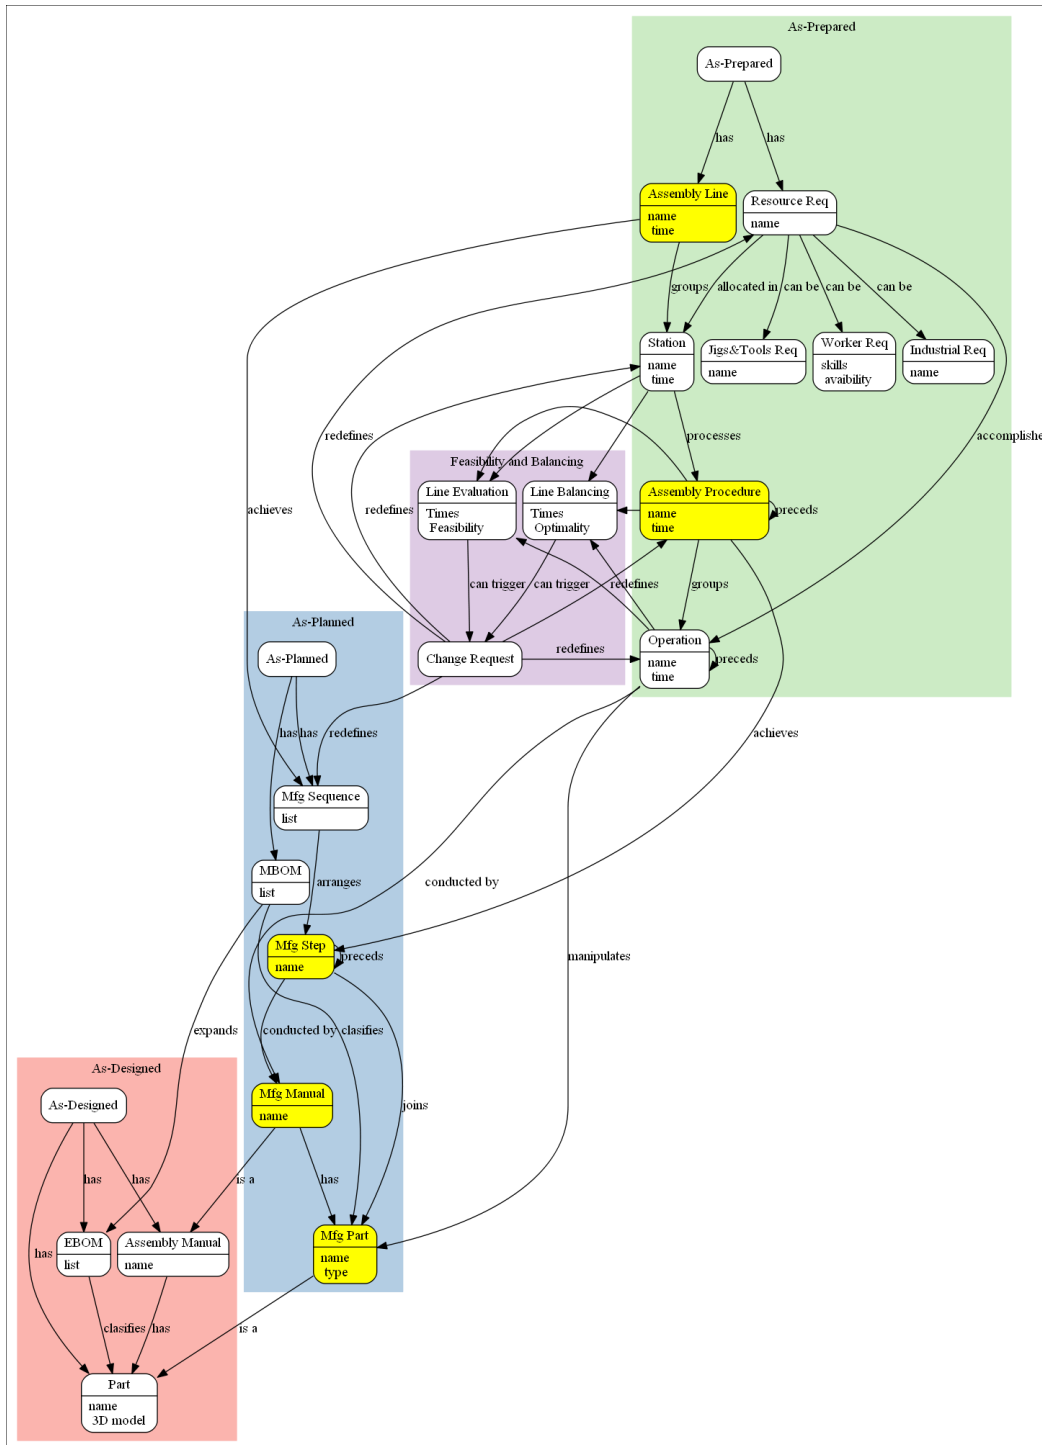 As-Prepared
As-Prepared
has
has
Assembly Line
name
time
Resource Req
name
groups
allocated in
can be
can be
can be
Station
name
time
Jigs&Tools Req
name
Worker Req
skills
avaibility
Industrial Req
name
redefines
processes
accomplishe
Feasibility and Balancing
achieves
redefines
Line Evaluation
Times
Feasibility
Line Balancing
Times
Optimality
Assembly Procedure
name
time
preceds
can trigger
can trigger
redefines
groups
As-Planned
As-Planned
Change Request
redefines
Operation
name
time
preceds
has
has
redefines
achieves
Mfg Sequence
list
MBOM
list
arranges
conducted by
Mfg Step
name
preceds
manipulates
expands
conducted by
clasifies
As-Designed
As-Designed
Mfg Manual
name
joins
has
has
is a
has
EBOM
list
Assembly Manual
name
Mfg Part
name
type
has
clasifies
has
is a
Part
name
3D model